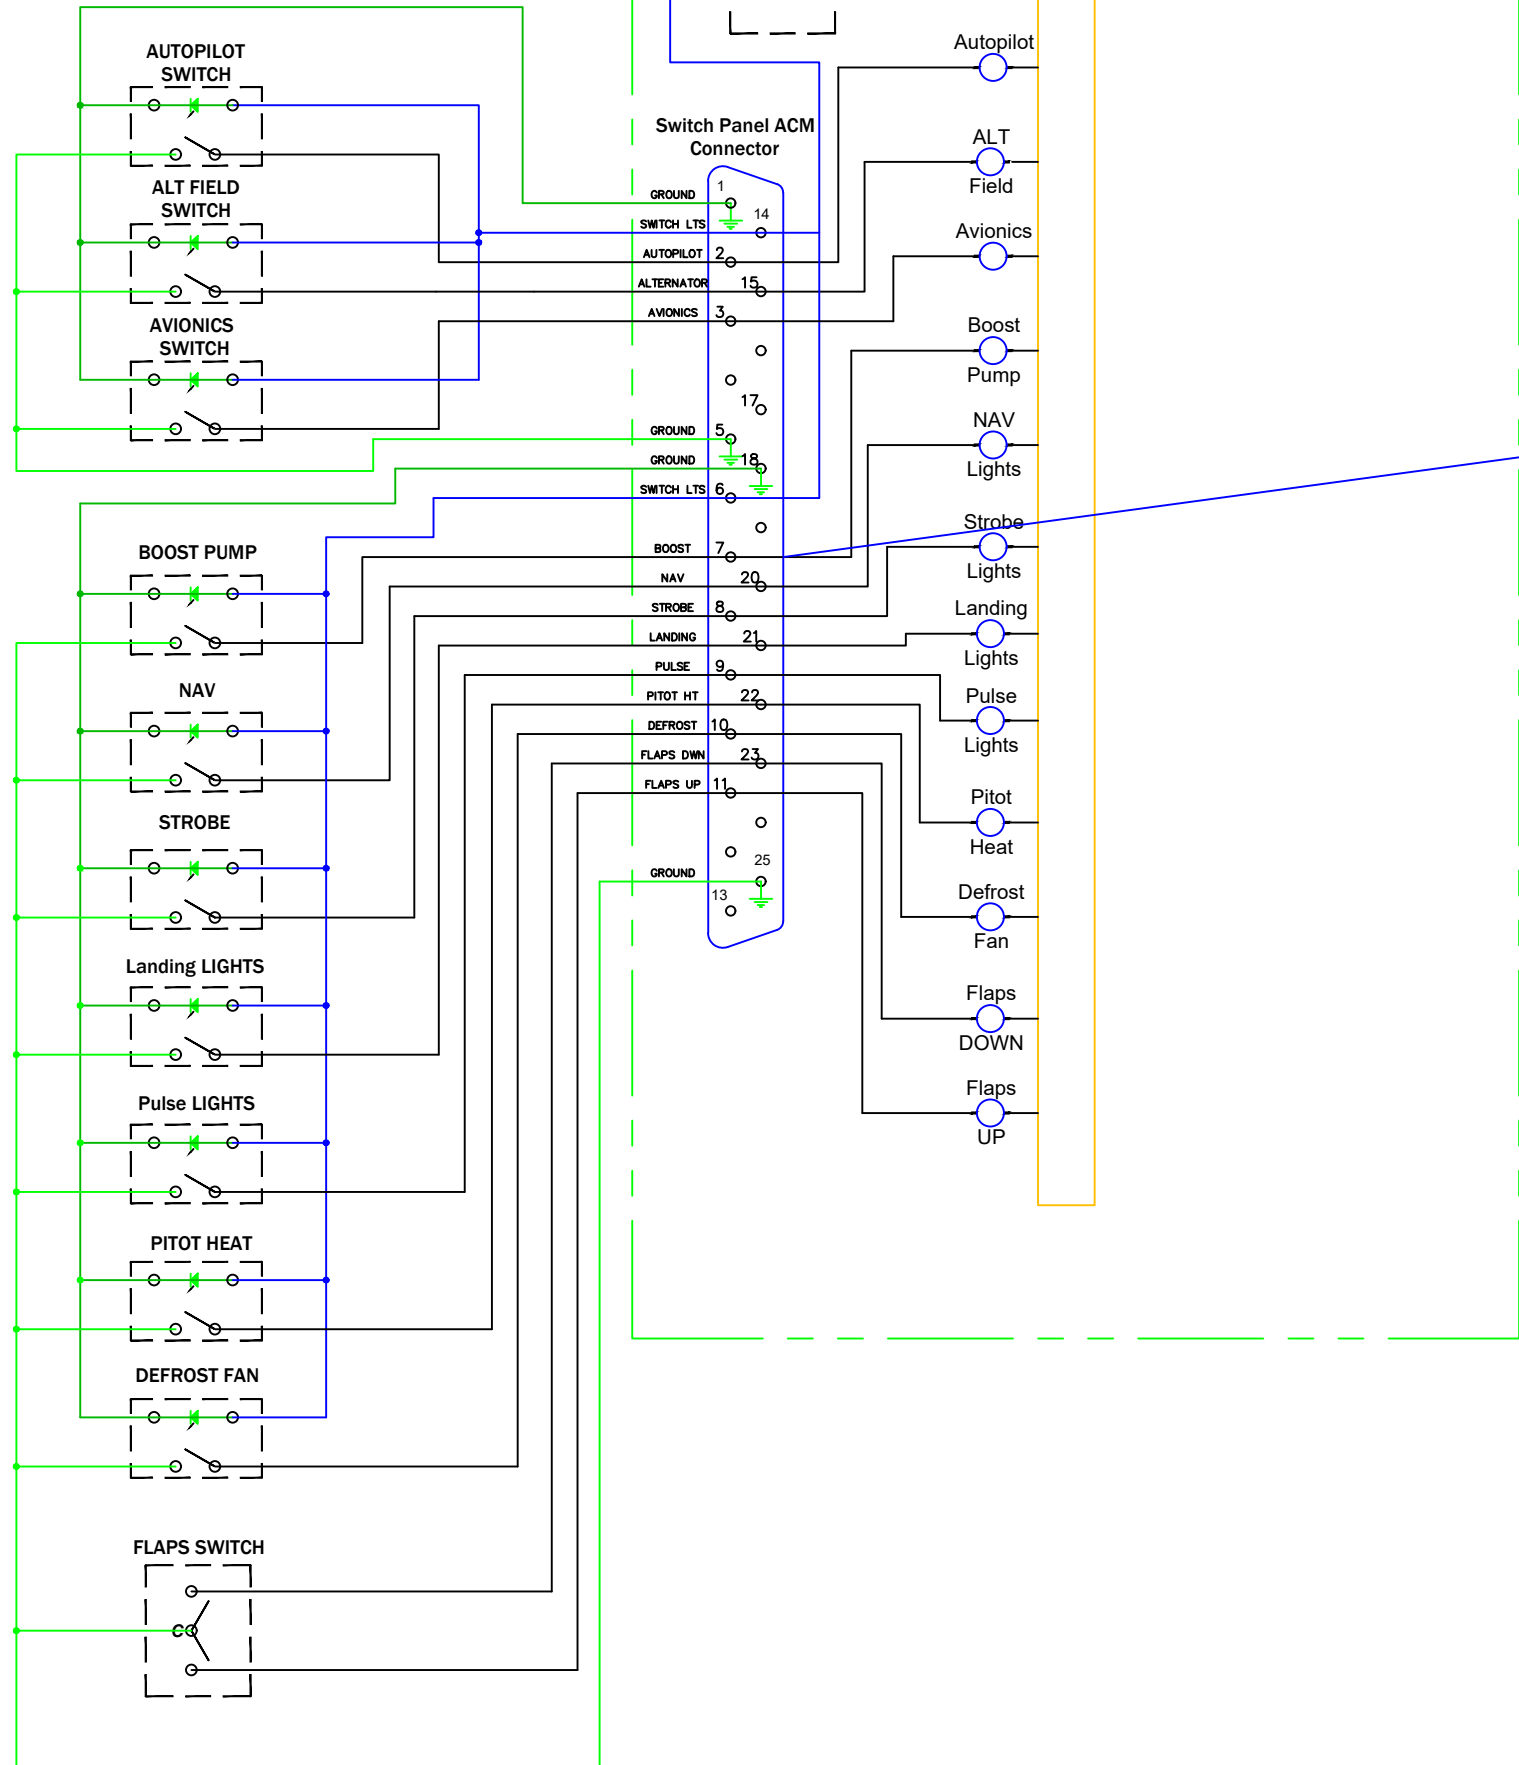 AUTOPILOT
SWITCH
ALT FIELD
SWITCH
AVIONICS
SWITCH
BOOST PUMP
NAV
STROBE
Landing LIGHTS
Pulse LIGHTS
PITOT HEAT
DEFROST FAN
FLAPS SWITCH
C
Switch Panel ACM
Connector
GROUND 1
SWITCH LTS 14
AUTOPILOT 2
ALTERNATOR 15
AVIONICS 3
17
GROUND 5
GROUND 18
SWITCH LTS 6
BOOST 7
NAV 20
STROBE 8
LANDING 21
PULSE 9
PITOT HT 22
DEFROST 10
FLAPS DWN 23
FLAPS UP 11
GROUND 25
13
Autopilot
ALT
Field
Avionics
Boost
Pump
NAV
Lights
Strobe
Lights
Landing
Lights
Pulse
Lights
Pitot
Heat
Defrost
Fan
Flaps
DOWN
Flaps
UP